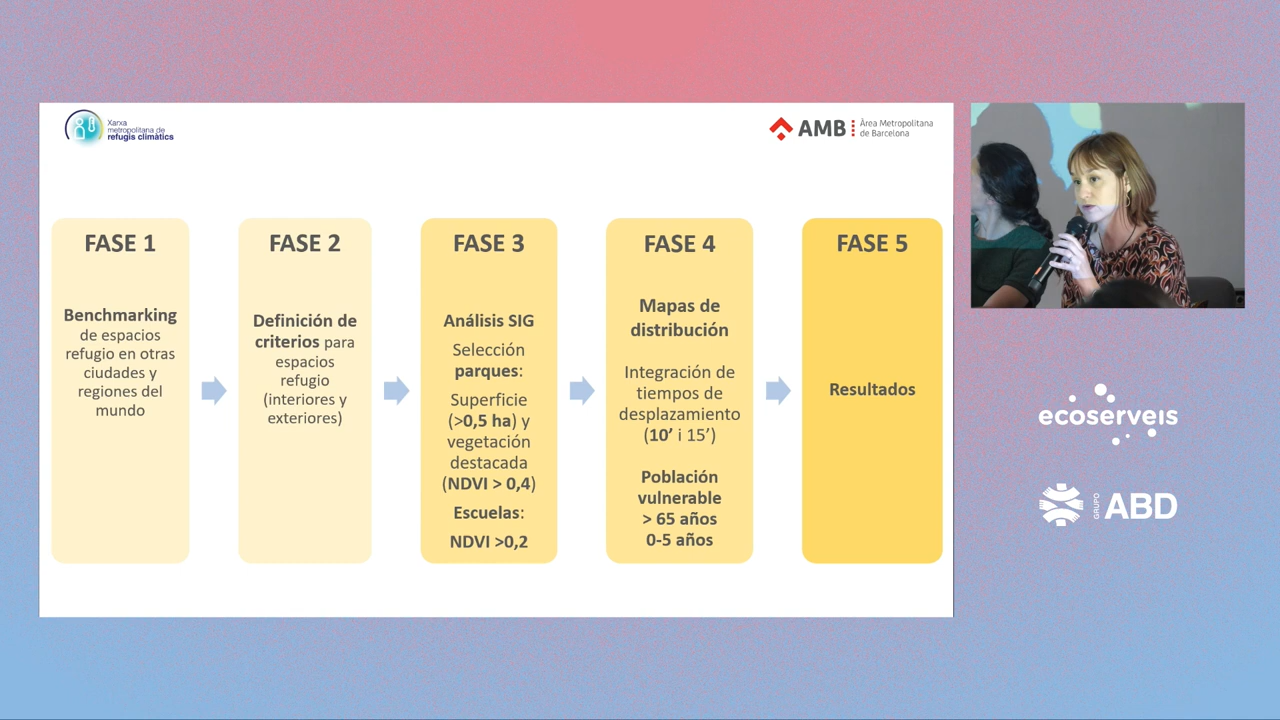 Xarxa
metropolitana de
refugis climàtics
AMB
Àrea Metropolitana
de Barcelona
FASE 1
Benchmarking
de espacios
refugio en otras
ciudades y
regiones del
mundo
FASE 2
Definición de
criterios para
espacios
refugio
(interiores y
exteriores)
FASE 3
Análisis SIG
Selección
parques:
Superficie
(>0,5 ha) y
vegetación
destacada
(NDVI > 0,4)
Escuelas:
NDVI >0,2
FASE 4
Mapas de
distribución
Integración de
tiempos de
desplazamiento
(10’ i 15’)
Población
vulnerable
> 65 años
0-5 años
FASE 5
Resultados
ecoserveis
GRUPO
ABD